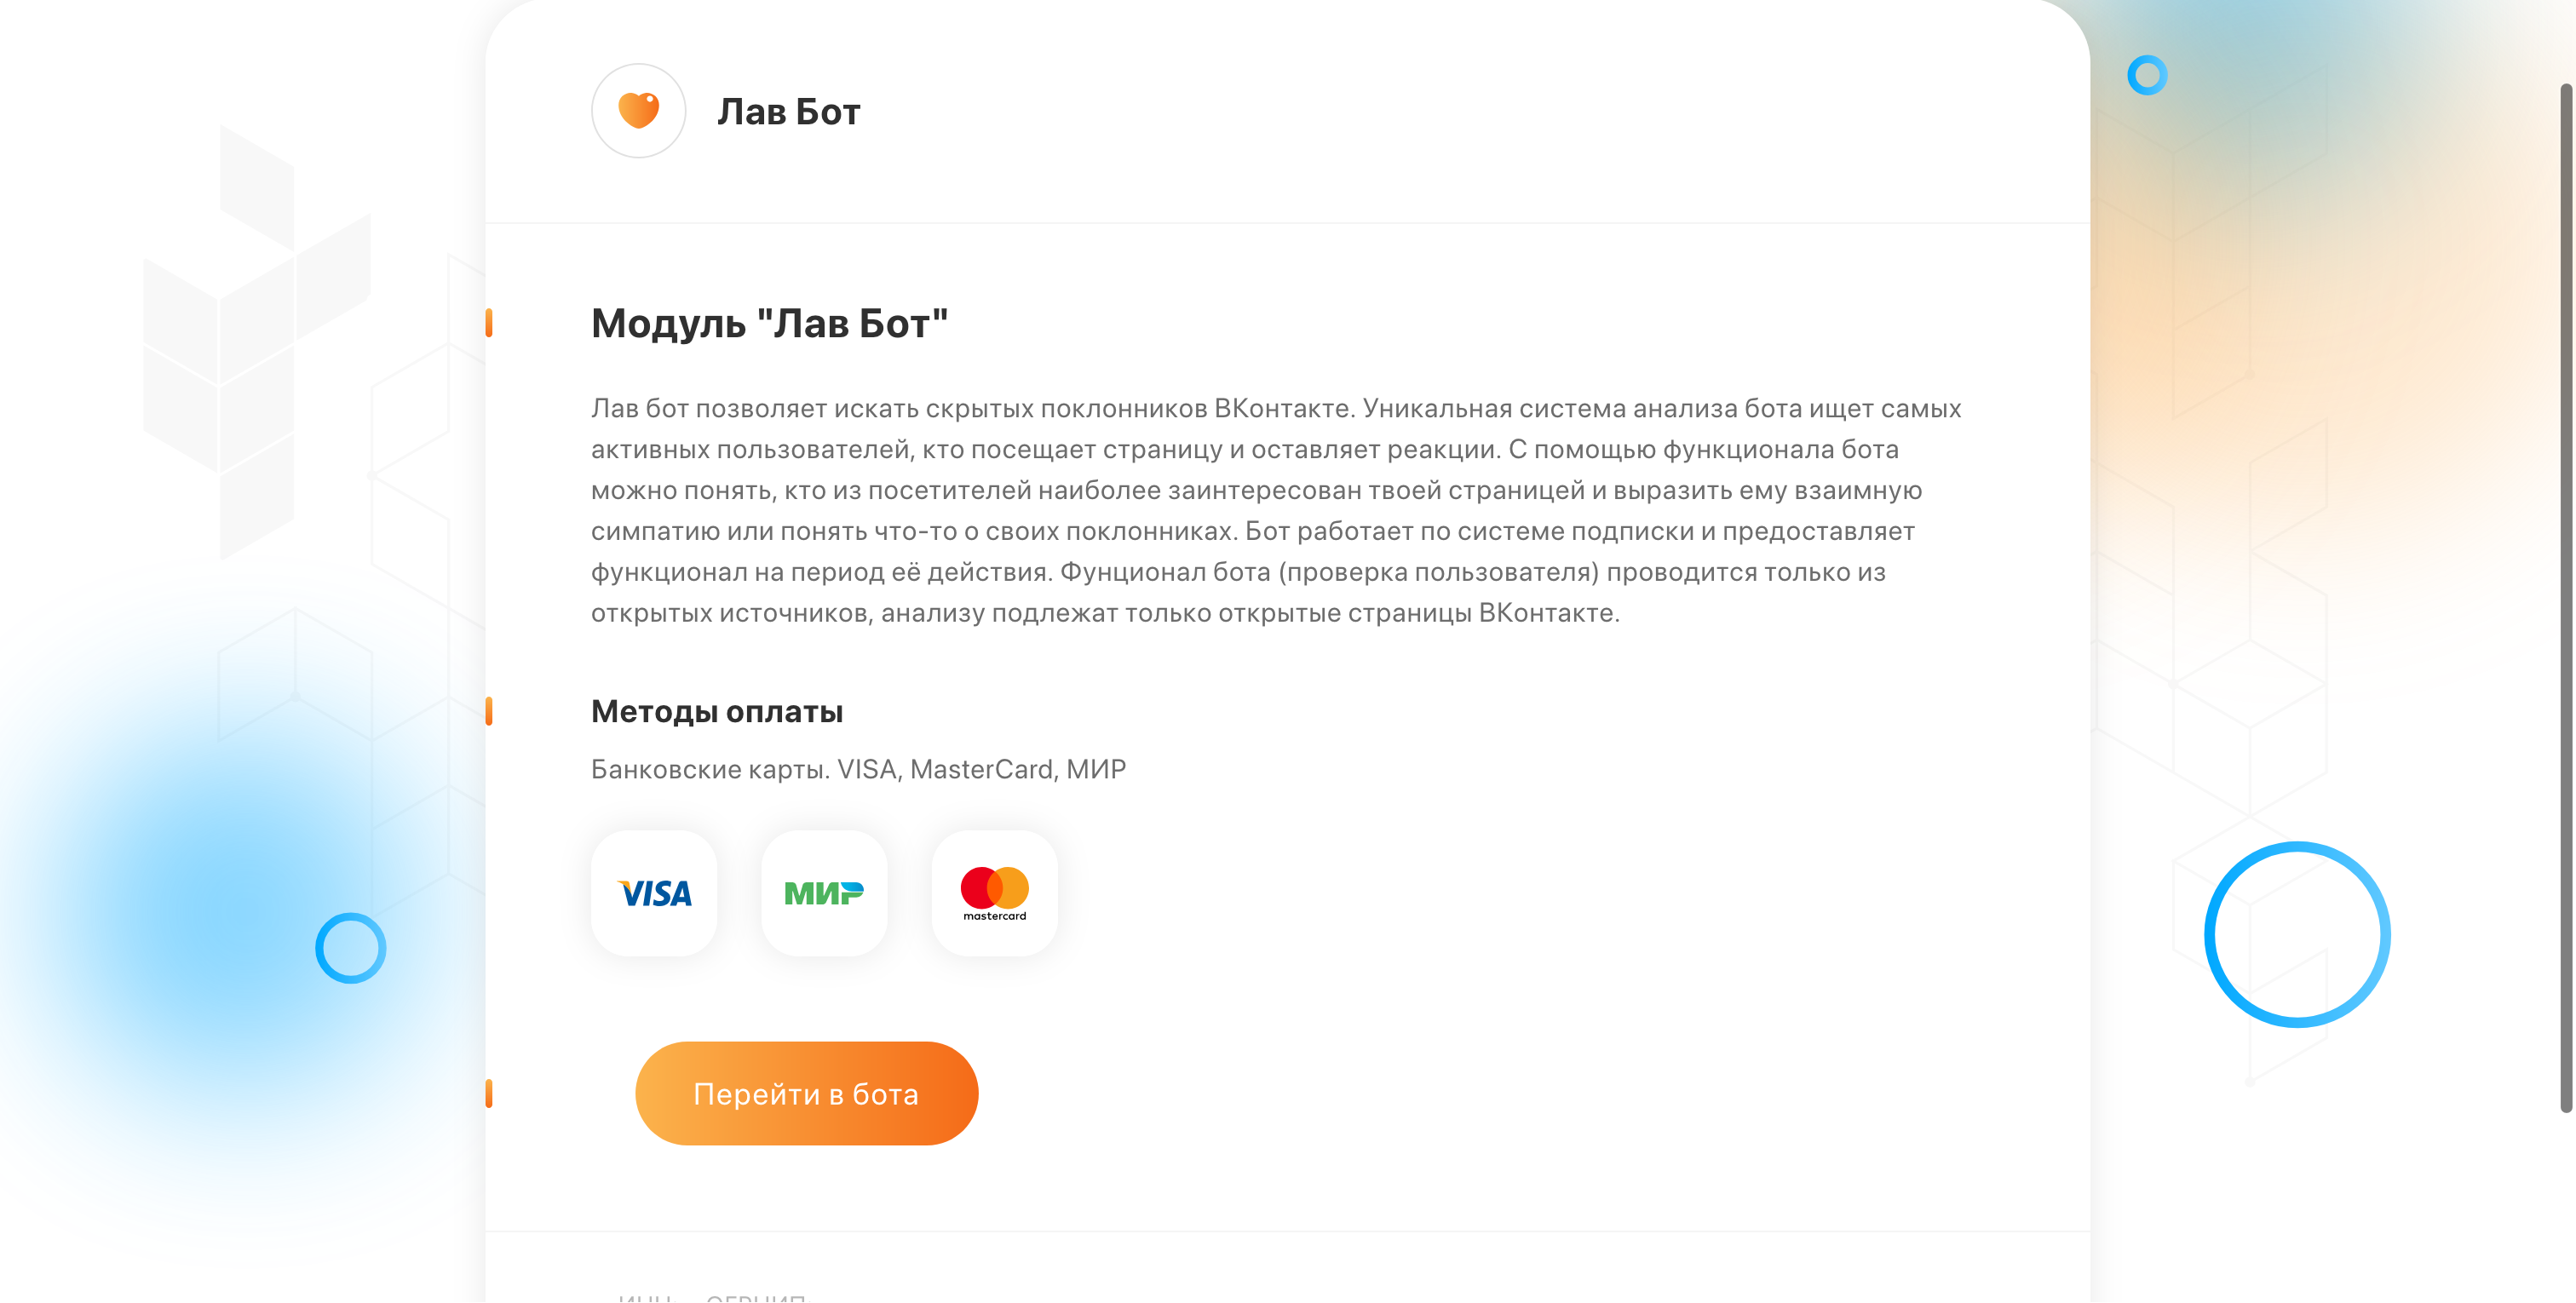 Лав Бот
Модуль "Лав Бот"
Лав бот позволяет искать скрытых поклонников ВКонтакте. Уникальная система анализа бота ищет самых
активных пользователей, кто посещает страницу и оставляет реакции. С помощью функционала бота
можно понять, кто из посетителей наиболее заинтересован твоей страницей и выразить ему взаимную
симпатию или понять что-то о своих поклонниках. Бот работает по системе подписки и предоставляет
функционал на период её действия. Фунционал бота (проверка пользователя) проводится только из
открытых источников, анализу подлежат только открытые страницы ВКонтакте.
Методы оплаты
Банковские карты. VISA, MasterCard, МИР
VISA МИР mastercard
Перейти в бота